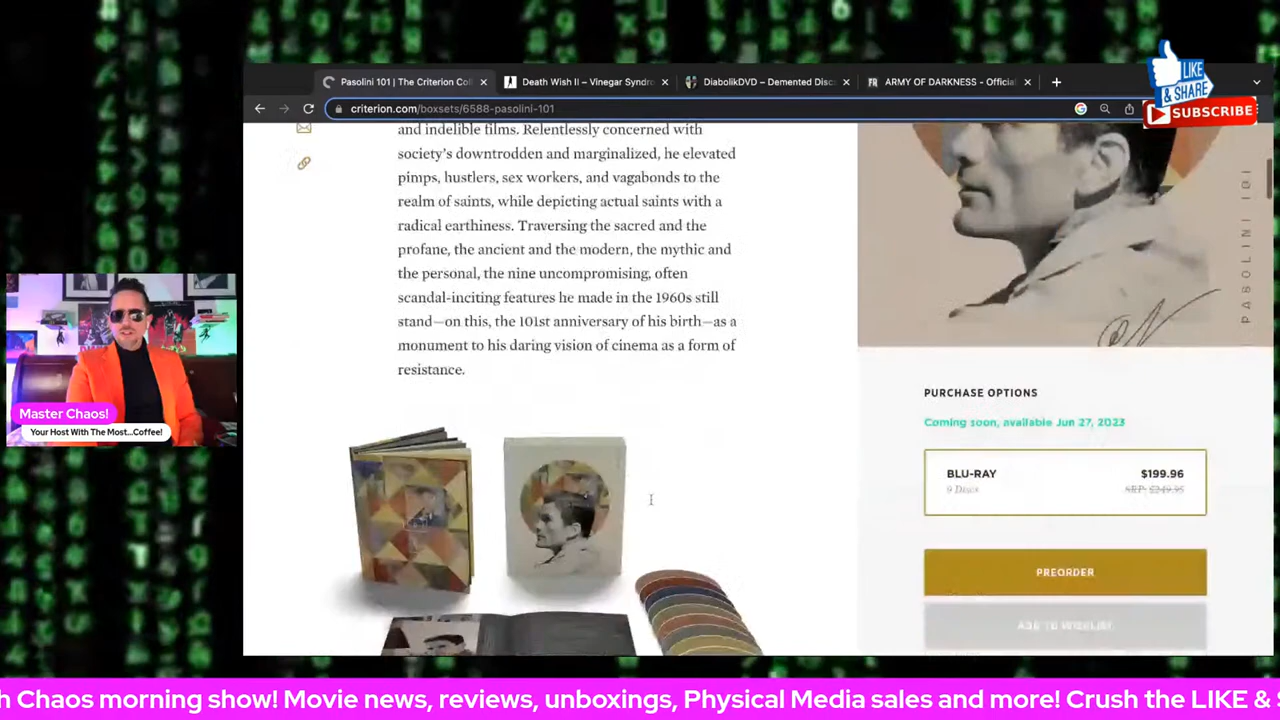 Pasolini 101 | The Criterion Col
Death Wish II – Vinegar Syndro
DiabolikDVD – Demented Disc
ARMY OF DARKNESS - Official
LIKE
& SHARE
SUBSCRIBE
criterion.com/boxsets/6588-pasolini-101
and indelible films. Relentlessly concerned with
society's downtrodden and marginalized, he elevated
pimps, hustlers, sex workers, and vagabonds to the
realm of saints, while depicting actual saints with a
radical earthiness. Traversing the sacred and the
profane, the ancient and the modern, the mythic and
the personal, the nine uncompromising, often
scandal-inciting features he made in the 1960s still
stand—on this, the 101st anniversary of his birth—as a
monument to his daring vision of cinema as a form of
resistance.
PASOLINI 101
PURCHASE OPTIONS
Coming soon, available Jun 27, 2023
BLU-RAY $199.96
9 Discs SRP: $249.95
PREORDER
ADD TO WISHLIST
Master Chaos!
Your Host With The Most...Coffee!
h Chaos morning show! Movie news, reviews, unboxings, Physical Media sales and more! Crush the LIKE & S